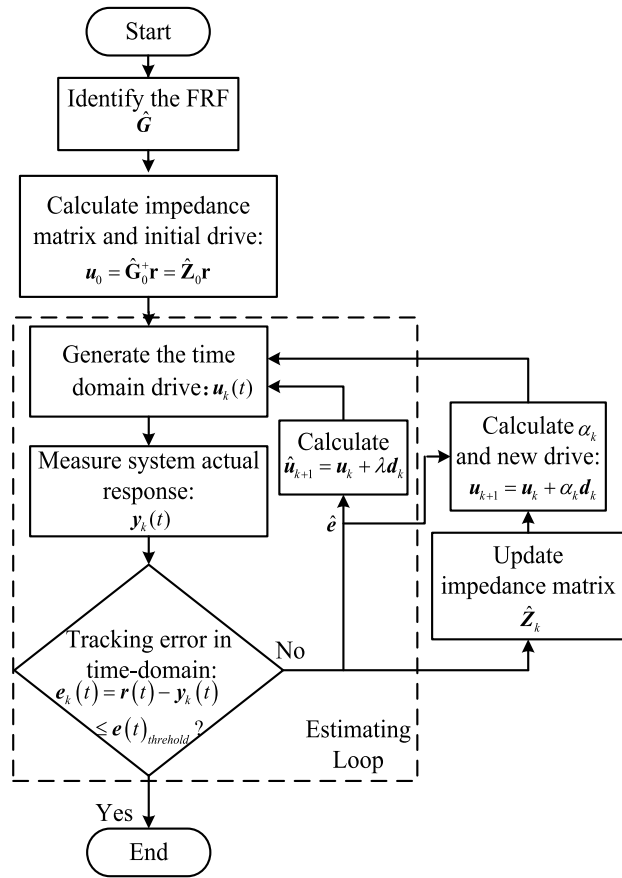 Start
Identify the FRF
Ĝ
Calculate impedance
matrix and initial drive:
u₀ = Ĝ₀⁺r = Ẑ₀r
Generate the time
domain drive: uₖ(t)
Measure system actual
response:
yₖ(t)
Tracking error in
time-domain:
eₖ(t) = r(t) − yₖ(t)
≤ e(t)threhold ?
No
Yes
End
Calculate
ûₖ₊₁ = uₖ + λdₖ
ê
Estimating
Loop
Calculate αₖ
and new drive:
uₖ₊₁ = uₖ + αₖdₖ
Update
impedance matrix
Ẑₖ